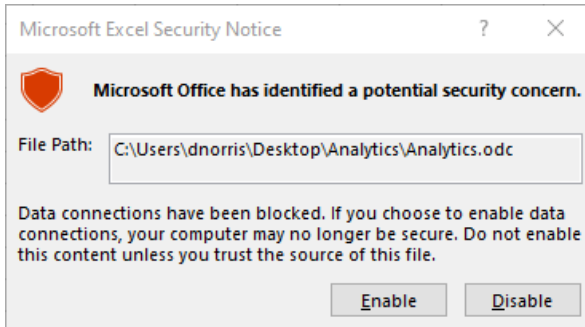 Microsoft Excel Security Notice ? ×
Microsoft Office has identified a potential security concern.
File Path: C:\Users\dnorris\Desktop\Analytics\Analytics.odc
Data connections have been blocked. If you choose to enable data
connections, your computer may no longer be secure. Do not enable
this content unless you trust the source of this file.
Enable Disable